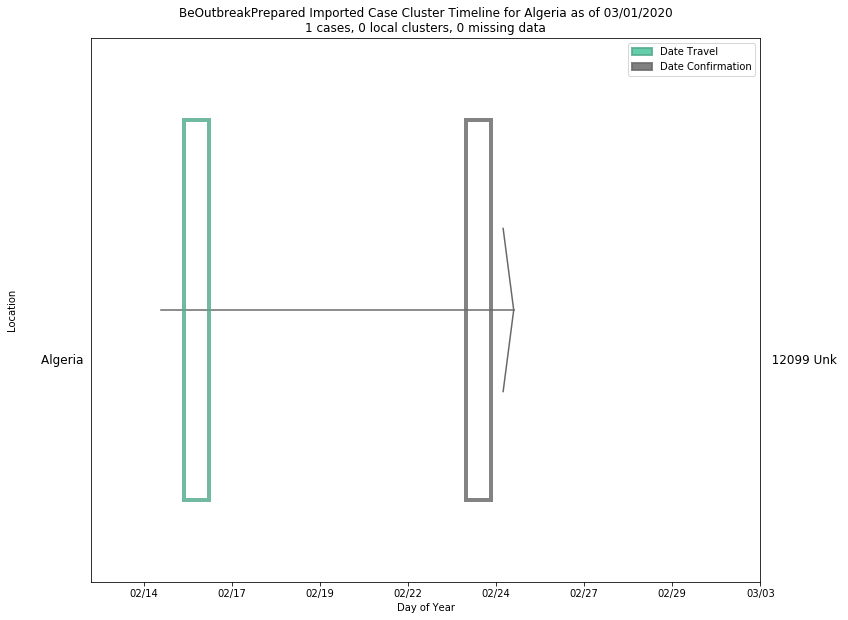 BeOutbreakPrepared Imported Case Cluster Timeline for Algeria as of 03/01/2020
1 cases, 0 local clusters, 0 missing data
Date Travel
Date Confirmation
Location
Algeria
12099 Unk
02/14 02/17 02/19 02/22 02/24 02/27 02/29 03/03
Day of Year